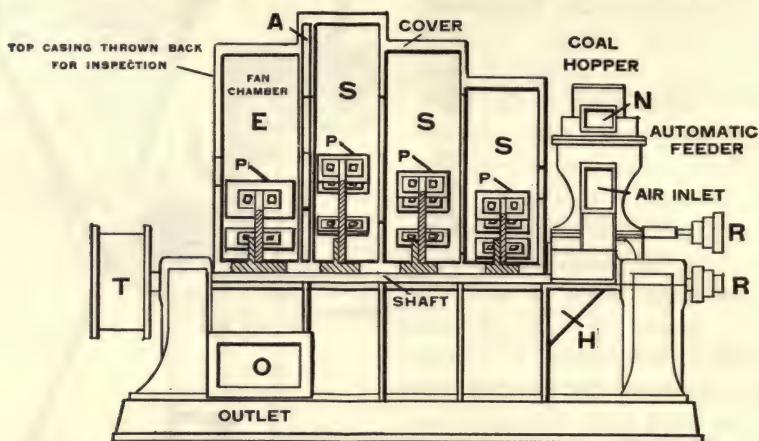 A
COVER
TOP CASING THROWN BACK
FOR INSPECTION
COAL
HOPPER
FAN
CHAMBER
E
S
S
S
N
AUTOMATIC
FEEDER
P
P
P
P
AIR INLET
R
T
SHAFT
R
H
O
OUTLET